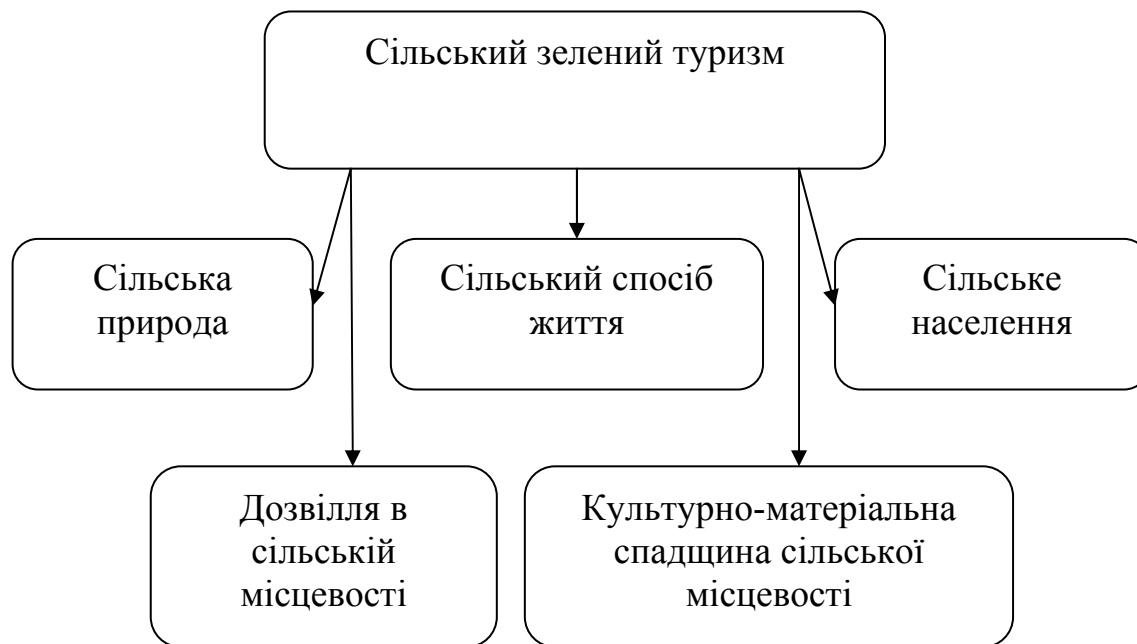 Сільський зелений туризм
Сільська
природа
Сільський спосіб
життя
Сільське
населення
Дозвілля в
сільській
місцевості
Культурно-матеріальна
спадщина сільської
місцевості